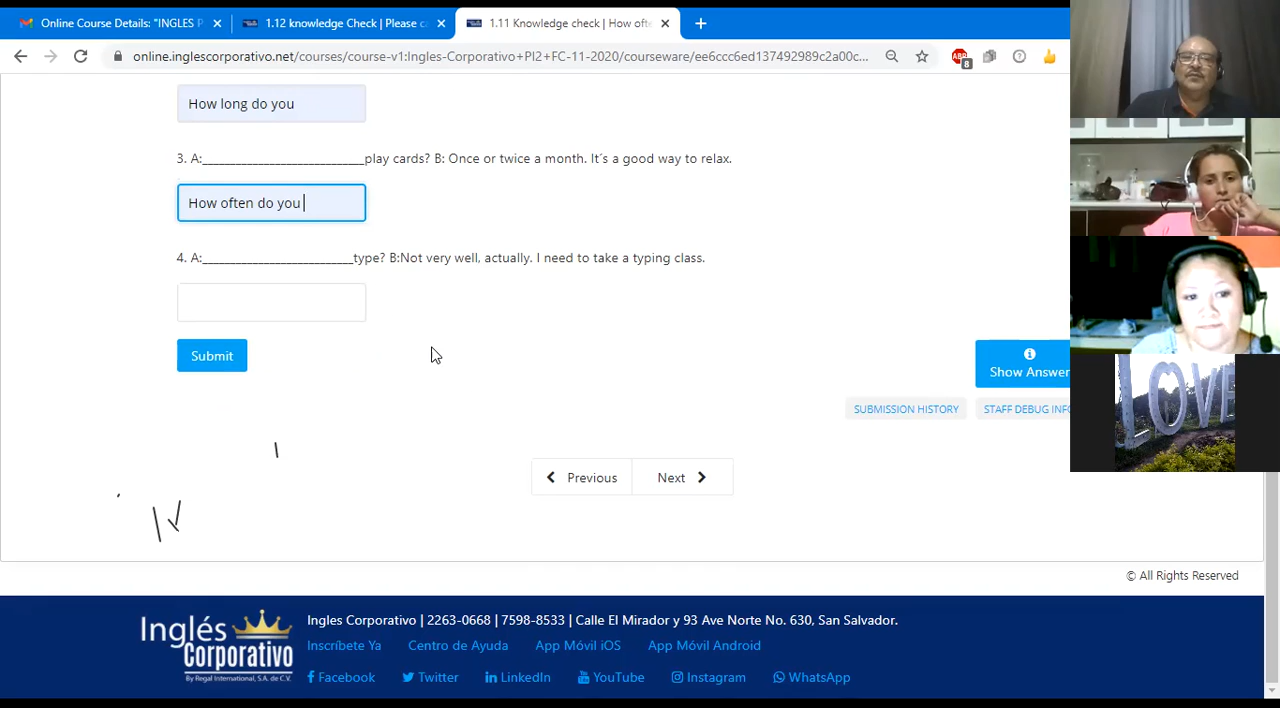 Online Course Details: "INGLES P
1.12 knowledge Check | Please ca
1.11 Knowledge check | How ofte
online.inglescorporativo.net/courses/course-v1:Ingles-Corporativo+PI2+FC-11-2020/courseware/ee6ccc6ed137492989c2a00c...
8
How long do you
3. A:___________________________play cards? B: Once or twice a month. It´s a good way to relax.
How often do you
4. A:_________________________type? B:Not very well, actually. I need to take a typing class.
Submit
Show Answer
SUBMISSION HISTORY
STAFF DEBUG INFO
Previous
Next
LOVE
© All Rights Reserved
Inglés Corporativo
By Regal International, S.A. de C.V.
Ingles Corporativo | 2263-0668 | 7598-8533 | Calle El Mirador y 93 Ave Norte No. 630, San Salvador.
Inscríbete Ya
Centro de Ayuda
App Móvil iOS
App Móvil Android
Facebook
Twitter
LinkedIn
YouTube
Instagram
WhatsApp